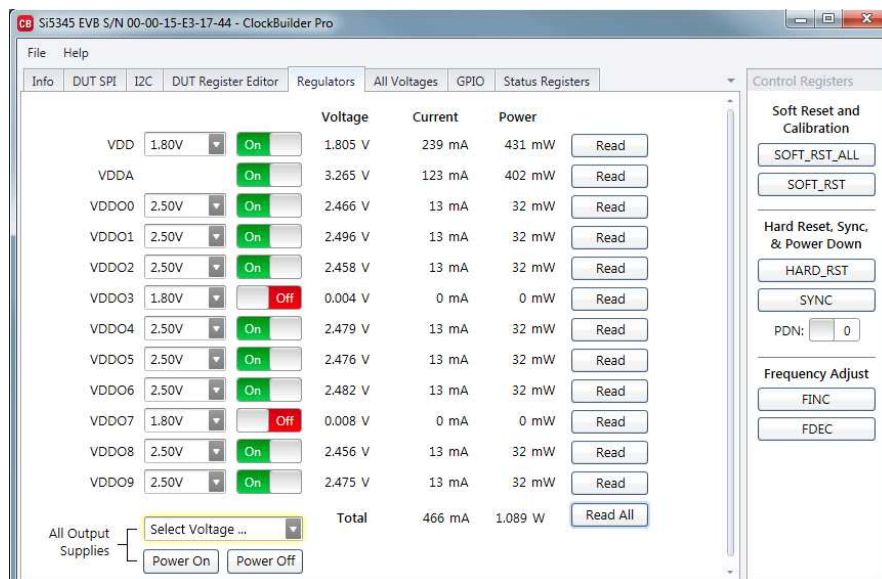 CB Si5345 EVB S/N 00-00-15-E3-17-44 - ClockBuilder Pro
File Help
Info DUT SPI I2C DUT Register Editor Regulators All Voltages GPIO Status Registers
Voltage Current Power
VDD 1.80V On 1.805 V 239 mA 431 mW Read
VDDA On 3.265 V 123 mA 402 mW Read
VDDO0 2.50V On 2.466 V 13 mA 32 mW Read
VDDO1 2.50V On 2.496 V 13 mA 32 mW Read
VDDO2 2.50V On 2.458 V 13 mA 32 mW Read
VDDO3 1.80V Off 0.004 V 0 mA 0 mW Read
VDDO4 2.50V On 2.479 V 13 mA 32 mW Read
VDDO5 2.50V On 2.476 V 13 mA 32 mW Read
VDDO6 2.50V On 2.482 V 13 mA 32 mW Read
VDDO7 1.80V Off 0.008 V 0 mA 0 mW Read
VDDO8 2.50V On 2.456 V 13 mA 32 mW Read
VDDO9 2.50V On 2.475 V 13 mA 32 mW Read
All Output
Supplies
Select Voltage ... Total 466 mA 1.089 W Read All
Power On Power Off
Control Registers
Soft Reset and
Calibration
SOFT_RST_ALL
SOFT_RST
Hard Reset, Sync,
& Power Down
HARD_RST
SYNC
PDN: 0
Frequency Adjust
FINC
FDEC